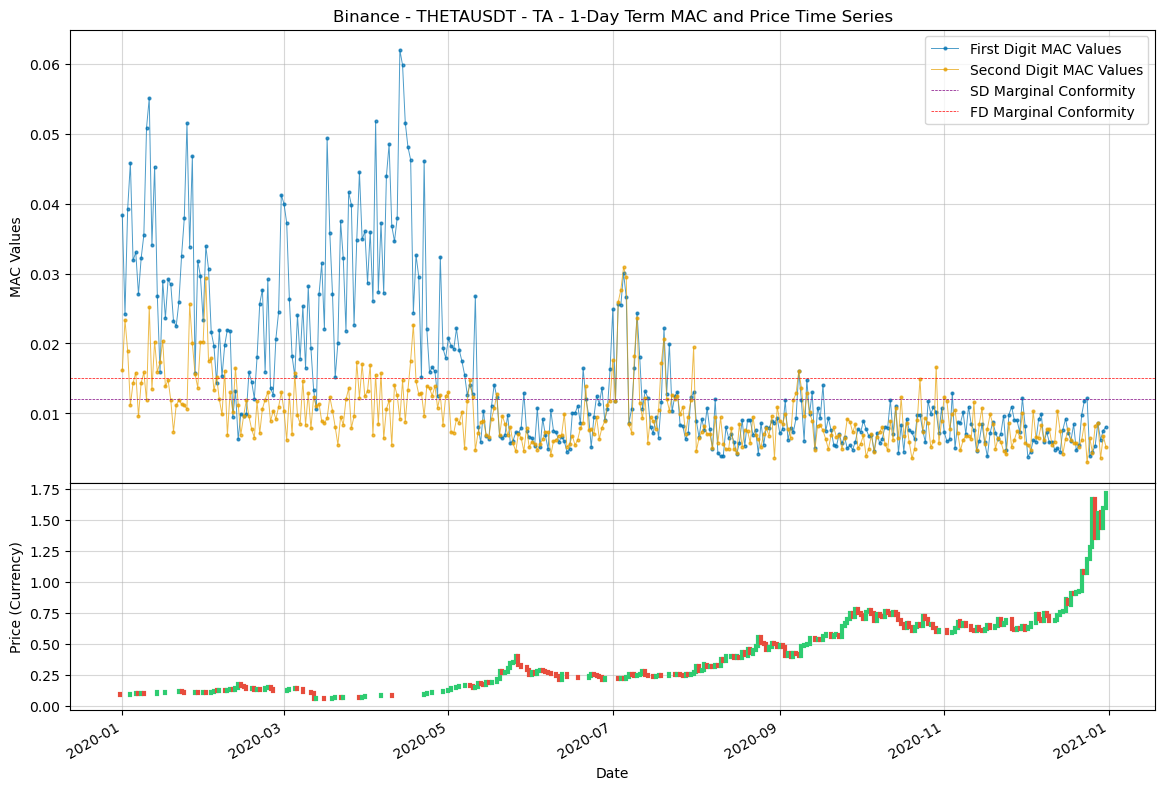 Binance - THETAUSDT - TA - 1-Day Term MAC and Price Time Series
First Digit MAC Values
Second Digit MAC Values
SD Marginal Conformity
FD Marginal Conformity
MAC Values
0.06
0.05
0.04
0.03
0.02
0.01
Price (Currency)
1.75
1.50
1.25
1.00
0.75
0.50
0.25
0.00
2020-01
2020-03
2020-05
2020-07
2020-09
2020-11
2021-01
Date